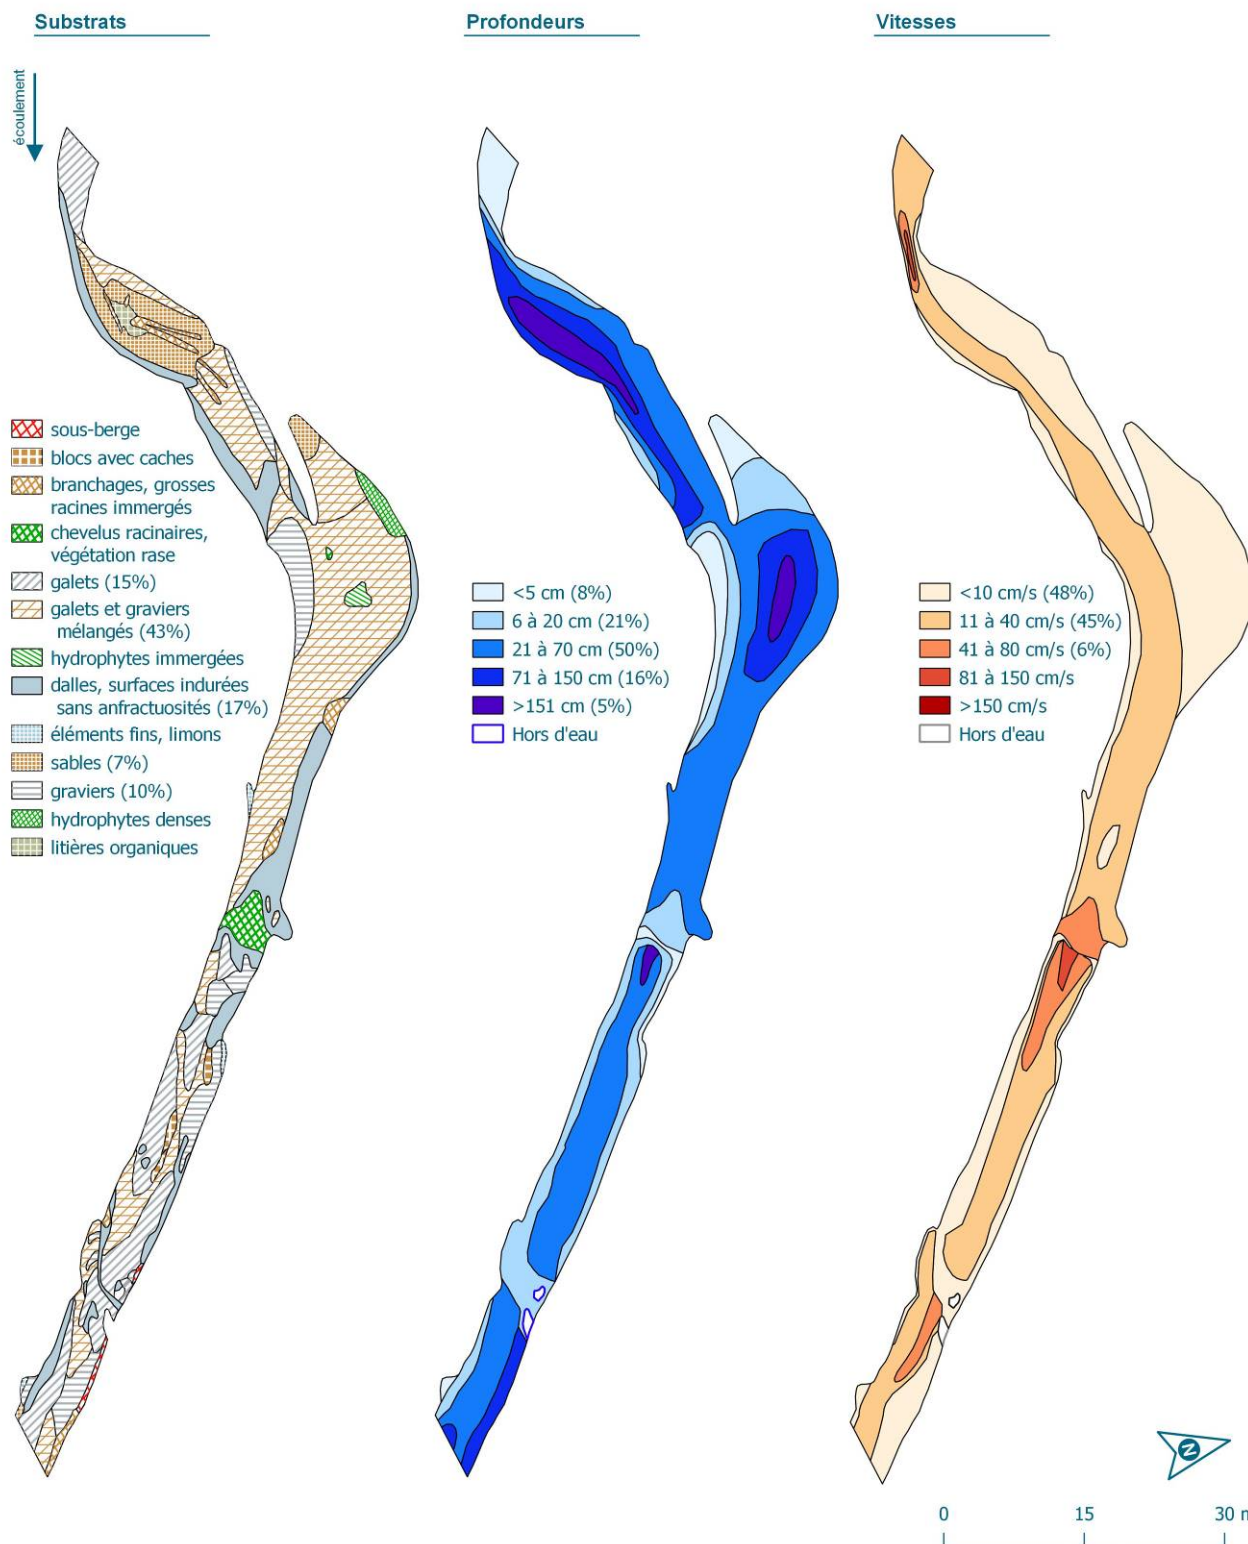 Substrats
Profondeurs
Vitesses
écoulement
sous-berge
blocs avec caches
branchages, grosses
racines immergés
chevelus racinaires,
végétation rase
galets (15%)
galets et graviers
mélangés (43%)
hydrophytes immergées
dalles, surfaces indurées
sans anfractuosités (17%)
éléments fins, limons
sables (7%)
graviers (10%)
hydrophytes denses
litières organiques
<5 cm (8%)
6 à 20 cm (21%)
21 à 70 cm (50%)
71 à 150 cm (16%)
>151 cm (5%)
Hors d'eau
<10 cm/s (48%)
11 à 40 cm/s (45%)
41 à 80 cm/s (6%)
81 à 150 cm/s
>150 cm/s
Hors d'eau
N
0 15 30 m